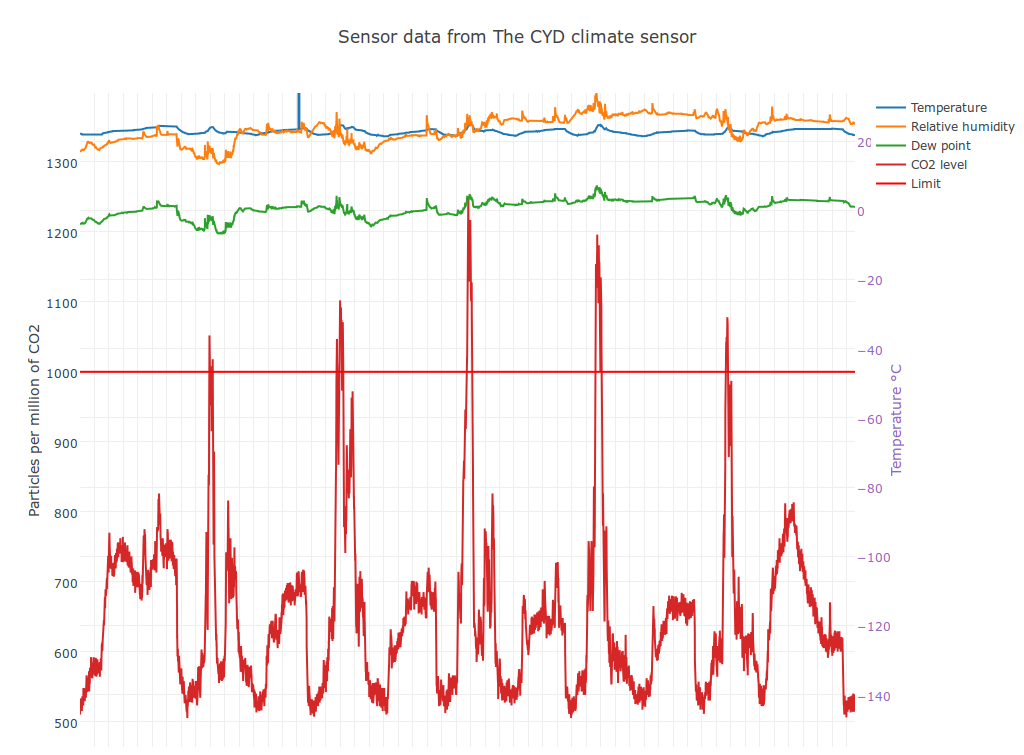 Sensor data from The CYD climate sensor
Temperature
Relative humidity
Dew point
CO2 level
Limit
1300
1200
1100
1000
900
800
700
600
500
Particles per million of CO2
20
0
−20
−40
−60
−80
−100
−120
−140
Temperature °C